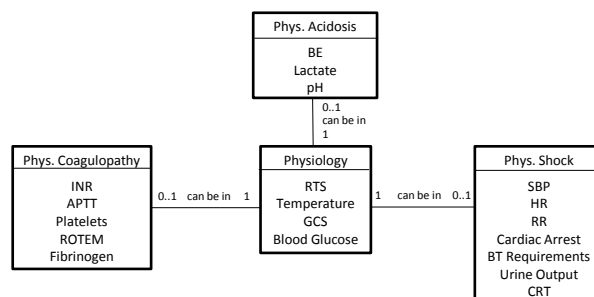 Phys. Acidosis
BE
Lactate
pH
0..1
can be in
1
Phys. Coagulopathy
INR
APTT
Platelets
ROTEM
Fibrinogen
0..1 can be in 1
Physiology
RTS
Temperature
GCS
Blood Glucose
1 can be in 0..1
Phys. Shock
SBP
HR
RR
Cardiac Arrest
BT Requirements
Urine Output
CRT